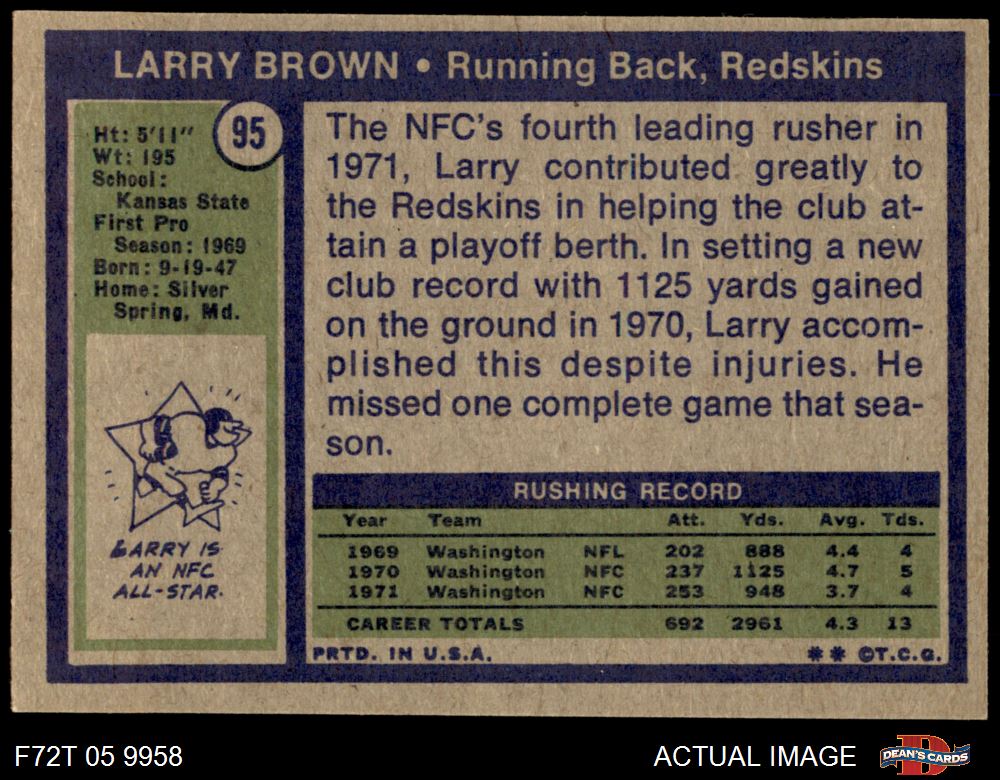 LARRY BROWN • Running Back, Redskins
95
Ht: 5'11"
Wt: 195
School:
Kansas State
First Pro
Season: 1969
Born: 9-19-47
Home: Silver
Spring, Md.
LARRY IS
AN NFC
ALL-STAR.
The NFC's fourth leading rusher in
1971, Larry contributed greatly to
the Redskins in helping the club at-
tain a playoff berth. In setting a new
club record with 1125 yards gained
on the ground in 1970, Larry accom-
plished this despite injuries. He
missed one complete game that sea-
son.
RUSHING RECORD
Year Team Att. Yds. Avg. Tds.
1969 Washington NFL 202 888 4.4 4
1970 Washington NFC 237 1125 4.7 5
1971 Washington NFC 253 948 3.7 4
CAREER TOTALS 692 2961 4.3 13
PRTD. IN U.S.A. ** ©T.C.G.
F72T 05 9958 ACTUAL IMAGE DEAN'S CARDS